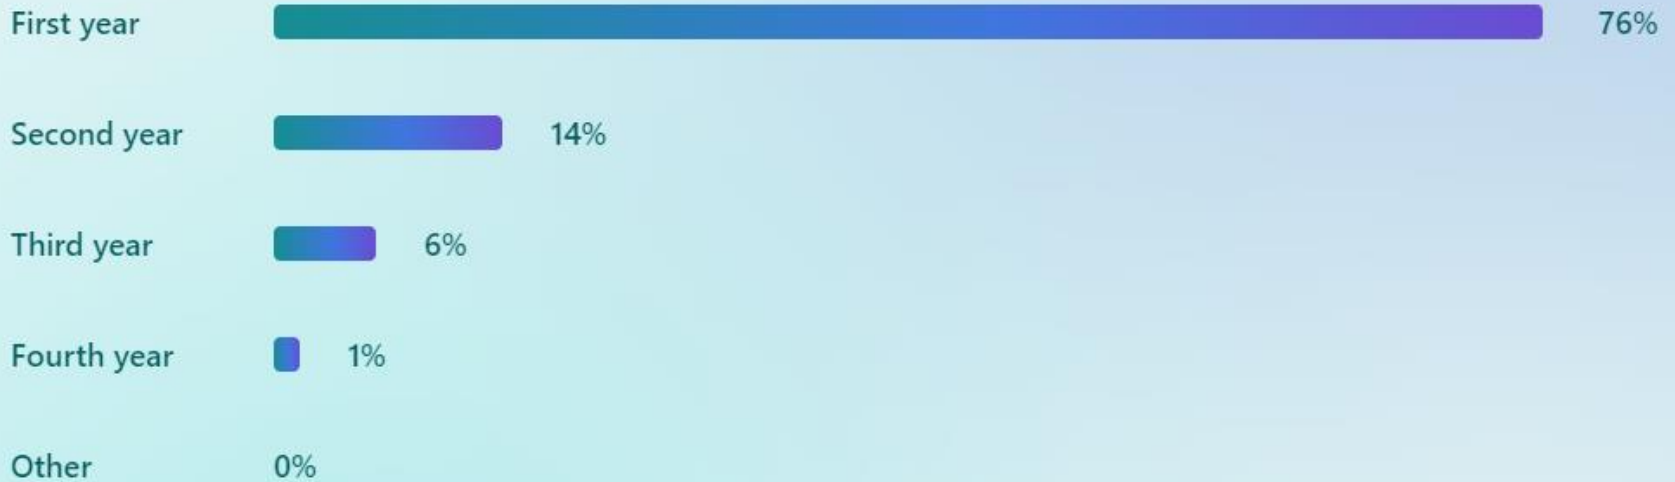 First year 76%
Second year 14%
Third year 6%
Fourth year 1%
Other 0%